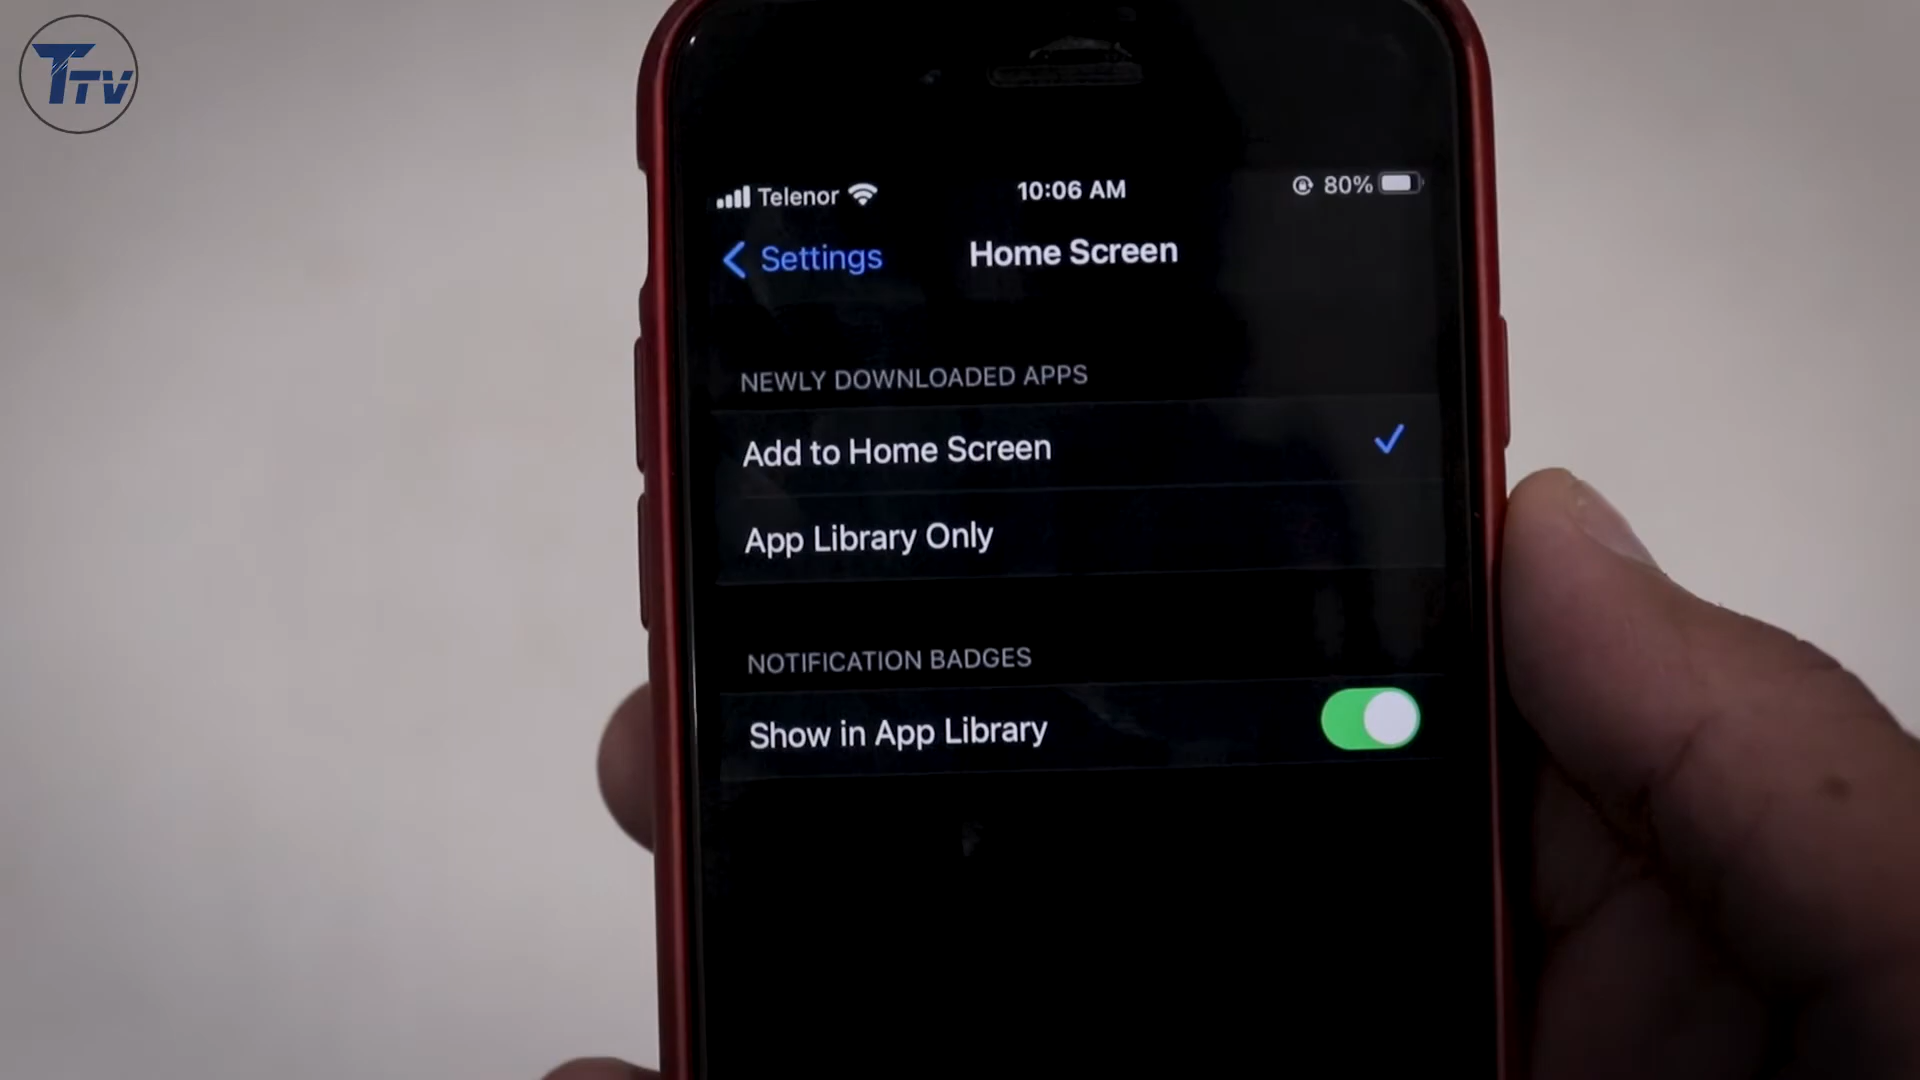 TTV
Telenor 10:06 AM 80%
Settings Home Screen
NEWLY DOWNLOADED APPS
Add to Home Screen
App Library Only
NOTIFICATION BADGES
Show in App Library